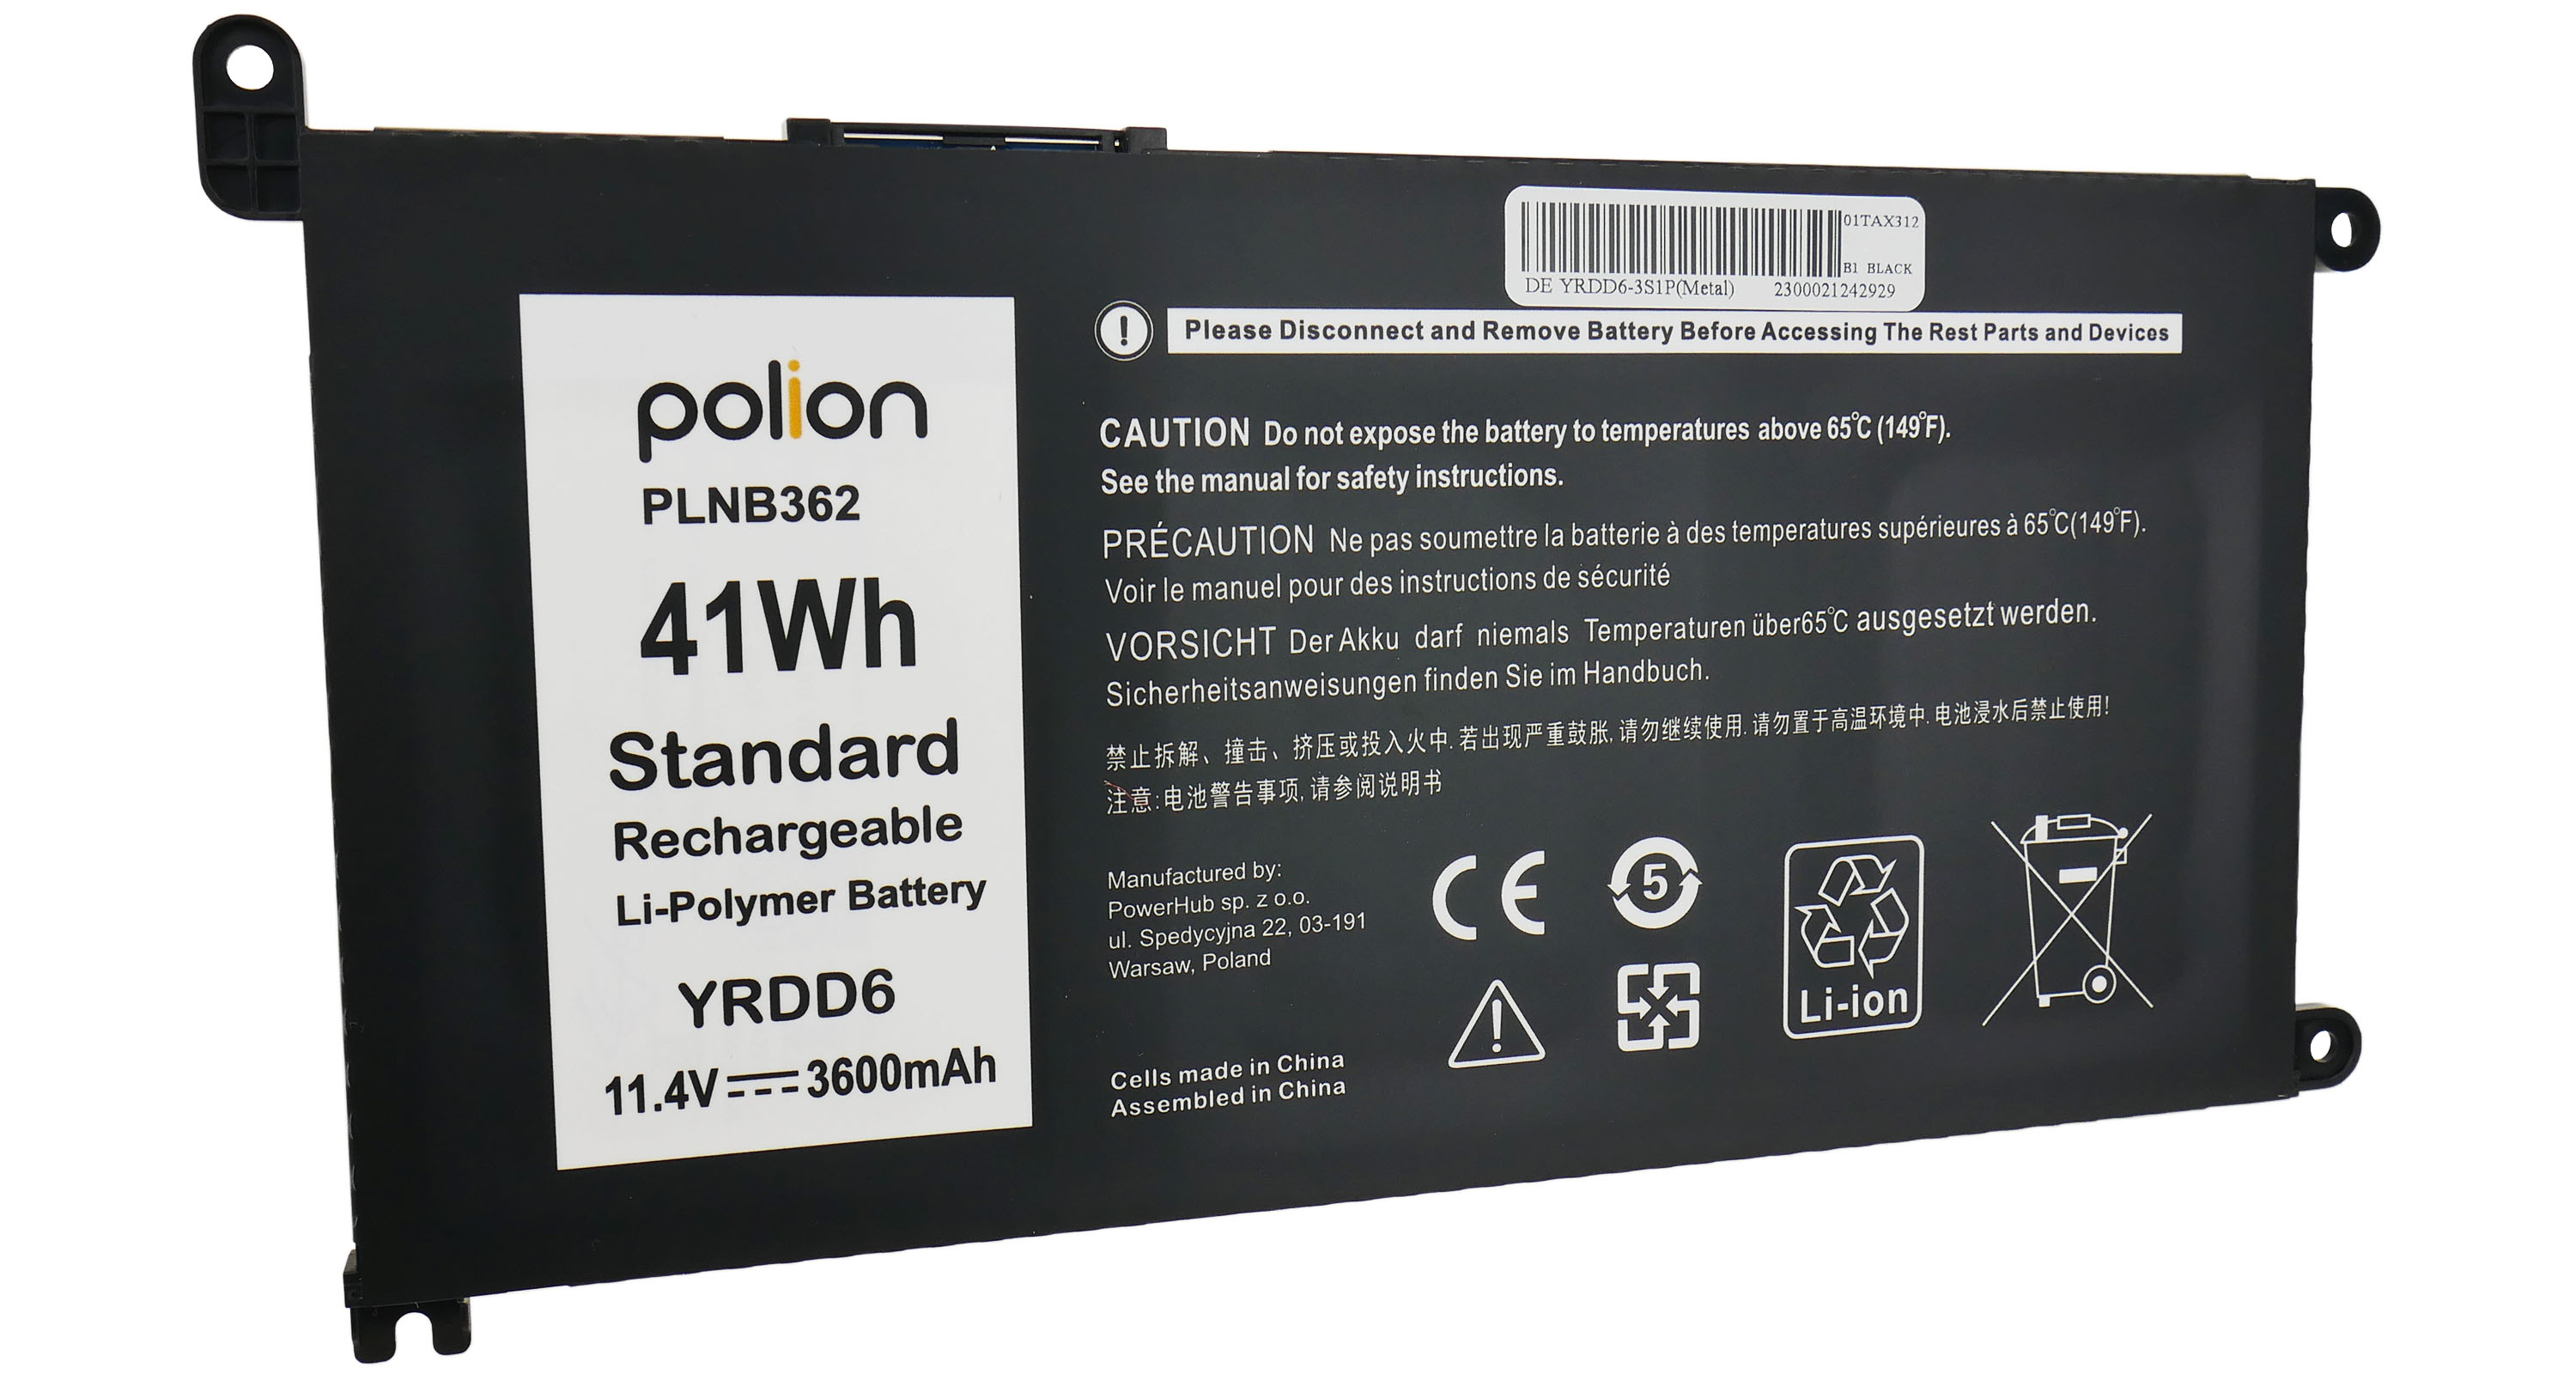 polion
PLNB362
41Wh
Standard
Rechargeable
Li-Polymer Battery
YRDD6
11.4V⎓3600mAh
01TAX312
B1 BLACK
DE YRDD6-3S1P(Metal) 2300021242929
! Please Disconnect and Remove Battery Before Accessing The Rest Parts and Devices
CAUTION Do not expose the battery to temperatures above 65℃ (149°F).
See the manual for safety instructions.
PRÉCAUTION Ne pas soumettre la batterie à des temperatures supérieures à 65℃(149°F).
Voir le manuel pour des instructions de sécurité
VORSICHT Der Akku darf niemals Temperaturen über65℃ ausgesetzt werden.
Sicherheitsanweisungen finden Sie im Handbuch.
禁止拆解、撞击、挤压或投入火中.若出现严重鼓胀,请勿继续使用.请勿置于高温环境中.电池浸水后禁止使用!
注意:电池警告事项,请参阅说明书
Manufactured by:
PowerHub sp. z o.o.
ul. Spedycyjna 22, 03-191
Warsaw, Poland
CE
5
Li-ion
!
Cells made in China
Assembled in China